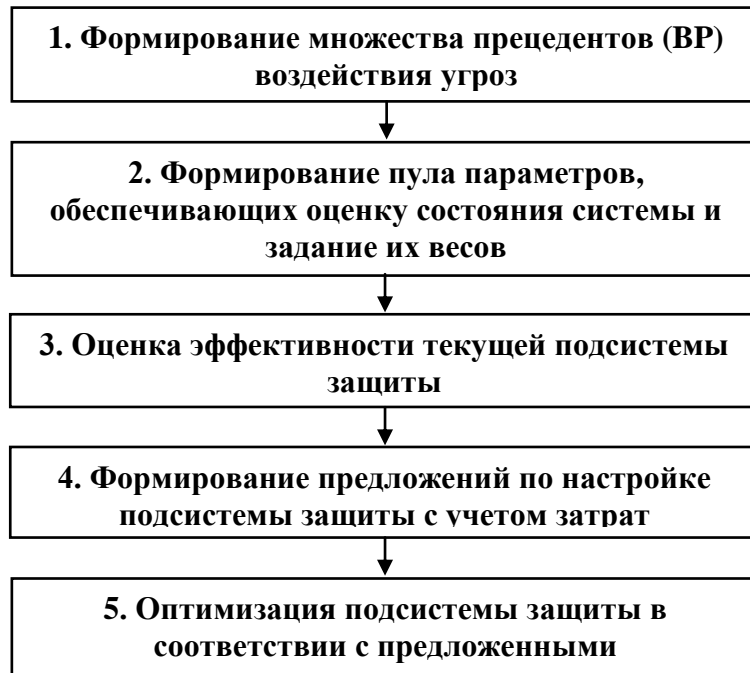 1. Формирование множества прецедентов (ВР)
воздействия угроз
2. Формирование пула параметров,
обеспечивающих оценку состояния системы и
задание их весов
3. Оценка эффективности текущей подсистемы
защиты
4. Формирование предложений по настройке
подсистемы защиты с учетом затрат
5. Оптимизация подсистемы защиты в
соответствии с предложенными